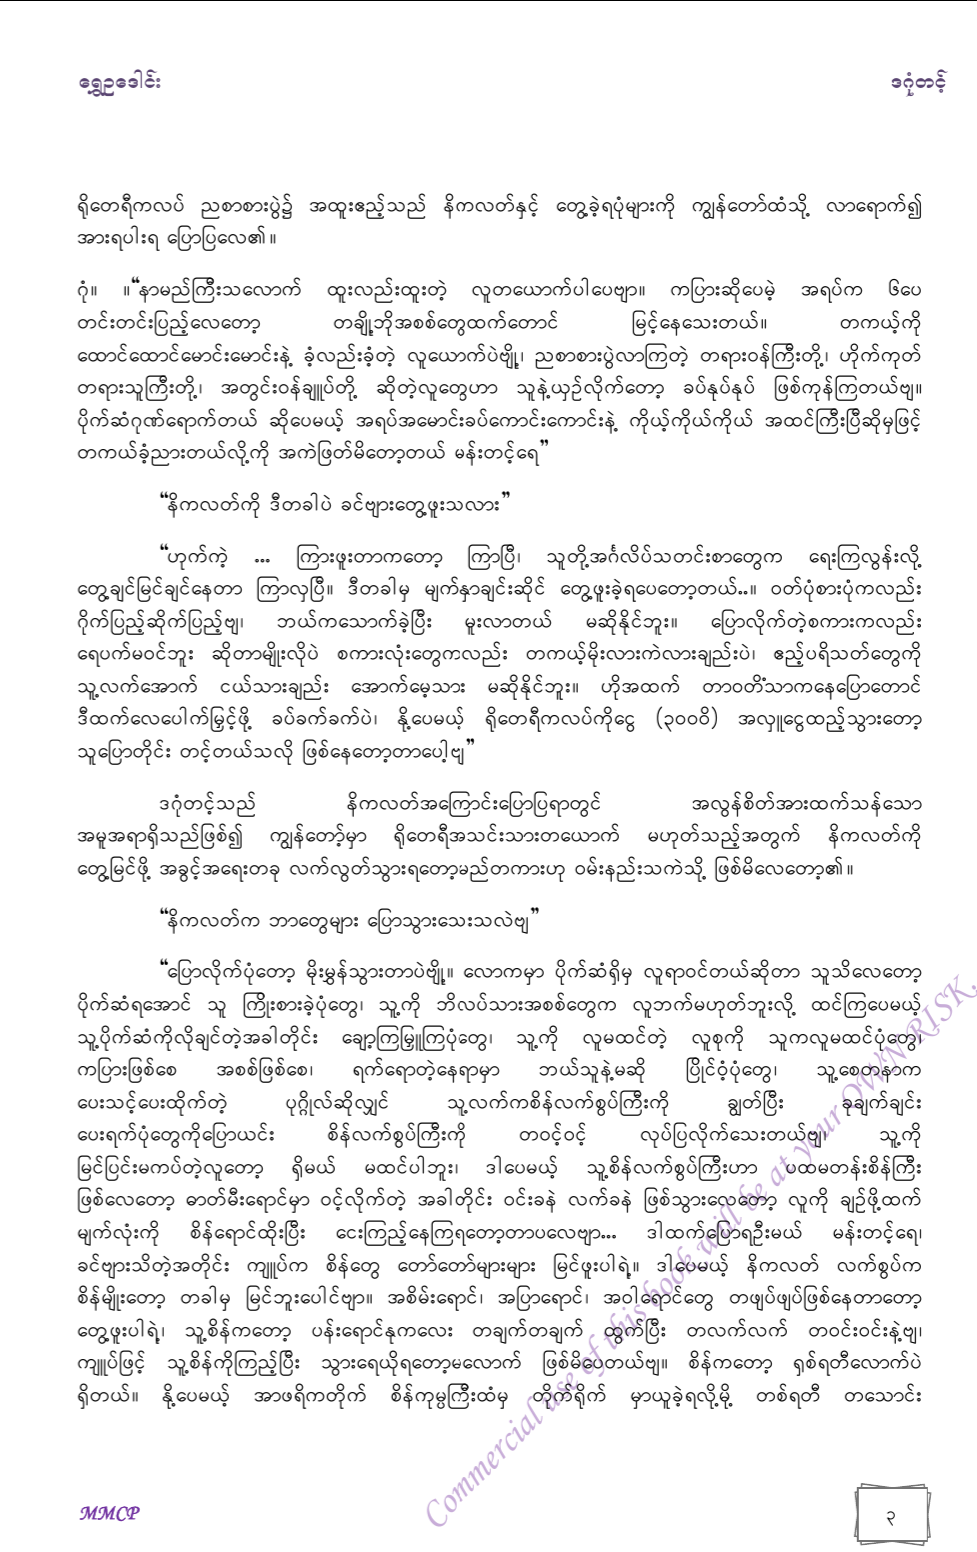 ရွှေဥဒေါင်း ဒဂုံတင့်
ရိုတေရီကလပ် ညစာစားပွဲ၌ အထူးဧည့်သည် နိကလတ်နှင့် တွေ့ခဲ့ရပုံများကို ကျွန်တော်ထံသို့ လာရောက်၍
အားရပါးရ ပြောပြလေ၏။
ဂုံ။ ။“နာမည်ကြီးသလောက် ထူးလည်းထူးတဲ့ လူတယောက်ပါပေဗျာ။ ကပြားဆိုပေမဲ့ အရပ်က ၆ပေ
တင်းတင်းပြည့်လေတော့ တချို့ဘိုအစစ်တွေထက်တောင် မြင့်နေသေးတယ်။ တကယ့်ကို
ထောင်ထောင်မောင်းမောင်းနဲ့ ခံ့လည်းခံ့တဲ့ လူယောက်ပဲဗျို့၊ ညစာစားပွဲလာကြတဲ့ တရားဝန်ကြီးတို့၊ ဟိုက်ကုတ်
တရားသူကြီးတို့၊ အတွင်းဝန်ချုပ်တို့ ဆိုတဲ့လူတွေဟာ သူနဲ့ယှဉ်လိုက်တော့ ခပ်နုပ်နုပ် ဖြစ်ကုန်ကြတယ်ဗျ။
ပိုက်ဆံဂုဏ်ရောက်တယ် ဆိုပေမယ့် အရပ်အမောင်းခပ်ကောင်းကောင်းနဲ့ ကိုယ့်ကိုယ်ကိုယ် အထင်ကြီးပြီဆိုမှဖြင့်
တကယ်ခံ့ညားတယ်လို့ကို အကဲဖြတ်မိတော့တယ် မန်းတင့်ရေ”
“နိကလတ်ကို ဒီတခါပဲ ခင်ဗျားတွေ့ဖူးသလား”
“ဟုက်ကဲ့ ... ကြားဖူးတာကတော့ ကြာပြီ၊ သူတို့အင်္ဂလိပ်သတင်းစာတွေက ရေးကြလွန်းလို့
တွေ့ချင်မြင်ချင်နေတာ ကြာလှပြီ။ ဒီတခါမှ မျက်နှာချင်းဆိုင် တွေ့ဖူးခဲ့ရပေတော့တယ်..။ ဝတ်ပုံစားပုံကလည်း
ဂိုက်ပြည့်ဆိုက်ပြည့်ဗျ၊ ဘယ်ကသောက်ခဲ့ပြီး မူးလာတယ် မဆိုနိုင်ဘူး။ ပြောလိုက်တဲ့စကားကလည်း
ရေပက်မဝင်ဘူး ဆိုတာမျိုးလိုပဲ စကားလုံးတွေကလည်း တကယ့်မိုးလားကဲလားချည်းပဲ၊ ဧည့်ပရိသတ်တွေကို
သူ့လက်အောက် ငယ်သားချည်း အောက်မေ့သား မဆိုနိုင်ဘူး။ ဟိုအထက် တာဝတိံသာကနေပြောတောင်
ဒီထက်လေပေါက်မြှင့်ဖို့ ခပ်ခက်ခက်ပဲ၊ နို့ပေမယ့် ရိုတေရီကလပ်ကိုငွေ (၃၀၀၀ိ) အလှူငွေထည့်သွားတော့
သူပြောတိုင်း တင့်တယ်သလို ဖြစ်နေတော့တာပေါ့ဗျ”
ဒဂုံတင့်သည် နိကလတ်အကြောင်းပြောပြရာတွင် အလွန်စိတ်အားထက်သန်သော
အမူအရာရှိသည်ဖြစ်၍ ကျွန်တော့်မှာ ရိုတေရီအသင်းသားတယောက် မဟုတ်သည့်အတွက် နိကလတ်ကို
တွေ့မြင်ဖို့ အခွင့်အရေးတခု လက်လွတ်သွားရတော့မည်တကားဟု ဝမ်းနည်းသကဲသို့ ဖြစ်မိလေတော့၏။
“နိကလတ်က ဘာတွေများ ပြောသွားသေးသလဲဗျ”
“ပြောလိုက်ပုံတော့ မိုးမွှန်သွားတာပဲဗျို့။ လောကမှာ ပိုက်ဆံရှိမှ လူရာဝင်တယ်ဆိုတာ သူသိလေတော့
ပိုက်ဆံရအောင် သူ ကြိုးစားခဲ့ပုံတွေ၊ သူ့ကို ဘိလပ်သားအစစ်တွေက လူဘက်မဟုတ်ဘူးလို့ ထင်ကြပေမယ့်
သူ့ပိုက်ဆံကိုလိုချင်တဲ့အခါတိုင်း ချော့ကြမြှူကြပုံတွေ၊ သူ့ကို လူမထင်တဲ့ လူစုကို သူကလူမထင်ပုံတွေ၊
ကပြားဖြစ်စေ အစစ်ဖြစ်စေ၊ ရက်ရောတဲ့နေရာမှာ ဘယ်သူနဲ့မဆို ပြိုင်ဝံ့ပုံတွေ၊ သူ့စေတနာက
ပေးသင့်ပေးထိုက်တဲ့ ပုဂ္ဂိုလ်ဆိုလျှင် သူ့လက်ကစိန်လက်စွပ်ကြီးကို ချွတ်ပြီး ခုချက်ချင်း
ပေးရက်ပုံတွေကိုပြောယင်း စိန်လက်စွပ်ကြီးကို တဝင့်ဝင့် လုပ်ပြလိုက်သေးတယ်ဗျ၊ သူ့ကို
မြင်ပြင်းမကပ်တဲ့လူတော့ ရှိမယ် မထင်ပါဘူး၊ ဒါပေမယ့် သူ့စိန်လက်စွပ်ကြီးဟာ ပထမတန်းစိန်ကြီး
ဖြစ်လေတော့ ဓာတ်မီးရောင်မှာ ဝင့်လိုက်တဲ့ အခါတိုင်း ဝင်းခနဲ လက်ခနဲ ဖြစ်သွားလေတော့ လူကို ချဉ်ဖို့ထက်
မျက်လုံးကို စိန်ရောင်ထိုးပြီး ငေးကြည့်နေကြရတော့တာပလေဗျာ... ဒါထက်ပြောရဦးမယ် မန်းတင့်ရေ၊
ခင်ဗျားသိတဲ့အတိုင်း ကျုပ်က စိန်တွေ တော်တော်များများ မြင်ဖူးပါရဲ့။ ဒါပေမယ့် နိကလတ် လက်စွပ်က
စိန်မျိုးတော့ တခါမှ မြင်ဘူးပေါင်ဗျာ။ အစိမ်းရောင်၊ အပြာရောင်၊ အဝါရောင်တွေ တဖျပ်ဖျပ်ဖြစ်နေတာတော့
တွေ့ဖူးပါရဲ့၊ သူ့စိန်ကတော့ ပန်းရောင်နုကလေး တချက်တချက် ထွက်ပြီး တလက်လက် တဝင်းဝင်းနဲ့ဗျ၊
ကျုပ်ဖြင့် သူ့စိန်ကိုကြည့်ပြီး သွားရေယိုရတော့မလောက် ဖြစ်မိပေတယ်ဗျ။ စိန်ကတော့ ရှစ်ရတီလောက်ပဲ
ရှိတယ်။ နို့ပေမယ့် အာဖရိကတိုက် စိန်ကုမ္ပကြီးထံမှ တိုက်ရိုက် မှာယူခဲ့ရလို့မို့ တစ်ရတီ တသောင်း
Commercial use of this book will be at your OWN RISK.
MMCP ၃